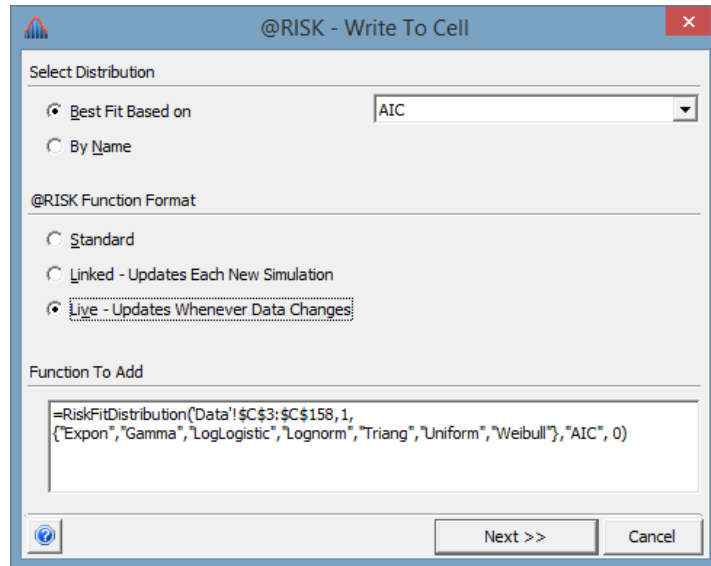 @RISK - Write To Cell
Select Distribution
Best Fit Based on
AIC
By Name
@RISK Function Format
Standard
Linked - Updates Each New Simulation
Live - Updates Whenever Data Changes
Function To Add
=RiskFitDistribution('Data'!$C$3:$C$158,1,
{"Expon","Gamma","LogLogistic","Lognorm","Triang","Uniform","Weibull"},"AIC", 0)
Next >>
Cancel